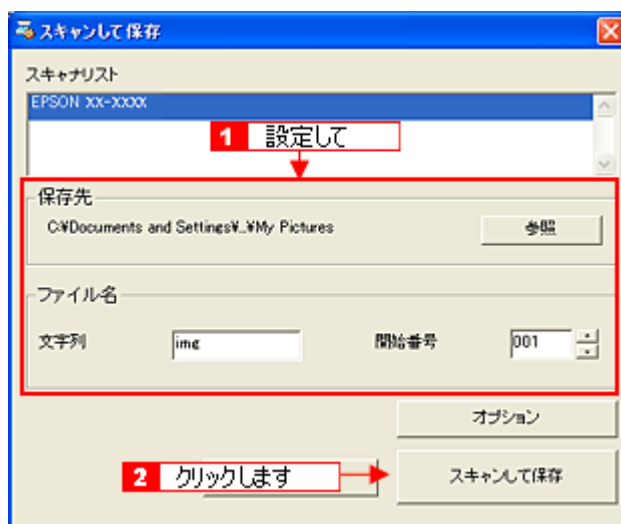 スキャンして保存
スキャナリスト
EPSON XX-XXXX
1 設定して
保存先
C:¥Documents and Settings¥...¥My Pictures
参照
ファイル名
文字列 img 開始番号 001
オプション
2 クリックします
スキャンして保存